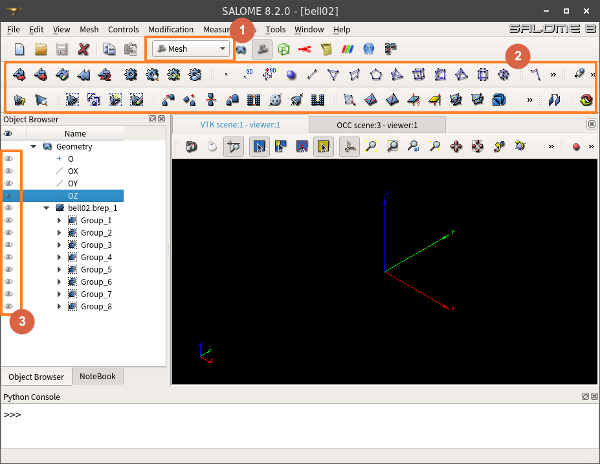 SALOME 8.2.0 - [bell02]
File Edit View Mesh Controls Modification Measurements Tools Window Help
SALOME 8
1
Mesh
2
0D
Object Browser
Name
Geometry
O
OX
OY
OZ
bell02.brep_1
Group_1
Group_2
Group_3
Group_4
Group_5
Group_6
Group_7
Group_8
3
VTK scene:1 - viewer:1
OCC scene:3 - viewer:1
Z
Y
X
Object Browser
NoteBook
Python Console
>>>